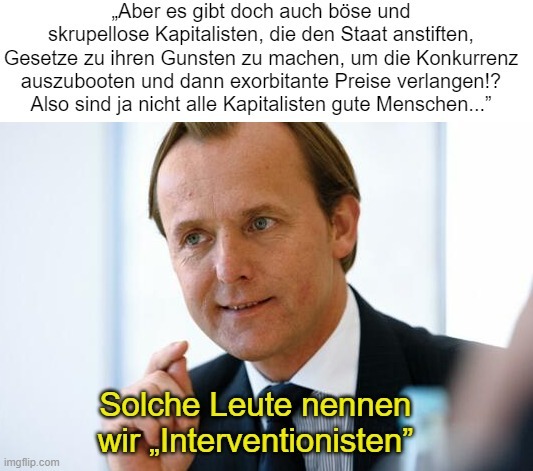 „Aber es gibt doch auch böse und
skrupellose Kapitalisten, die den Staat anstiften,
Gesetze zu ihren Gunsten zu machen, um die Konkurrenz
auszubooten und dann exorbitante Preise verlangen!?
Also sind ja nicht alle Kapitalisten gute Menschen...”
Solche Leute nennen
wir „Interventionisten”
imgflip.com